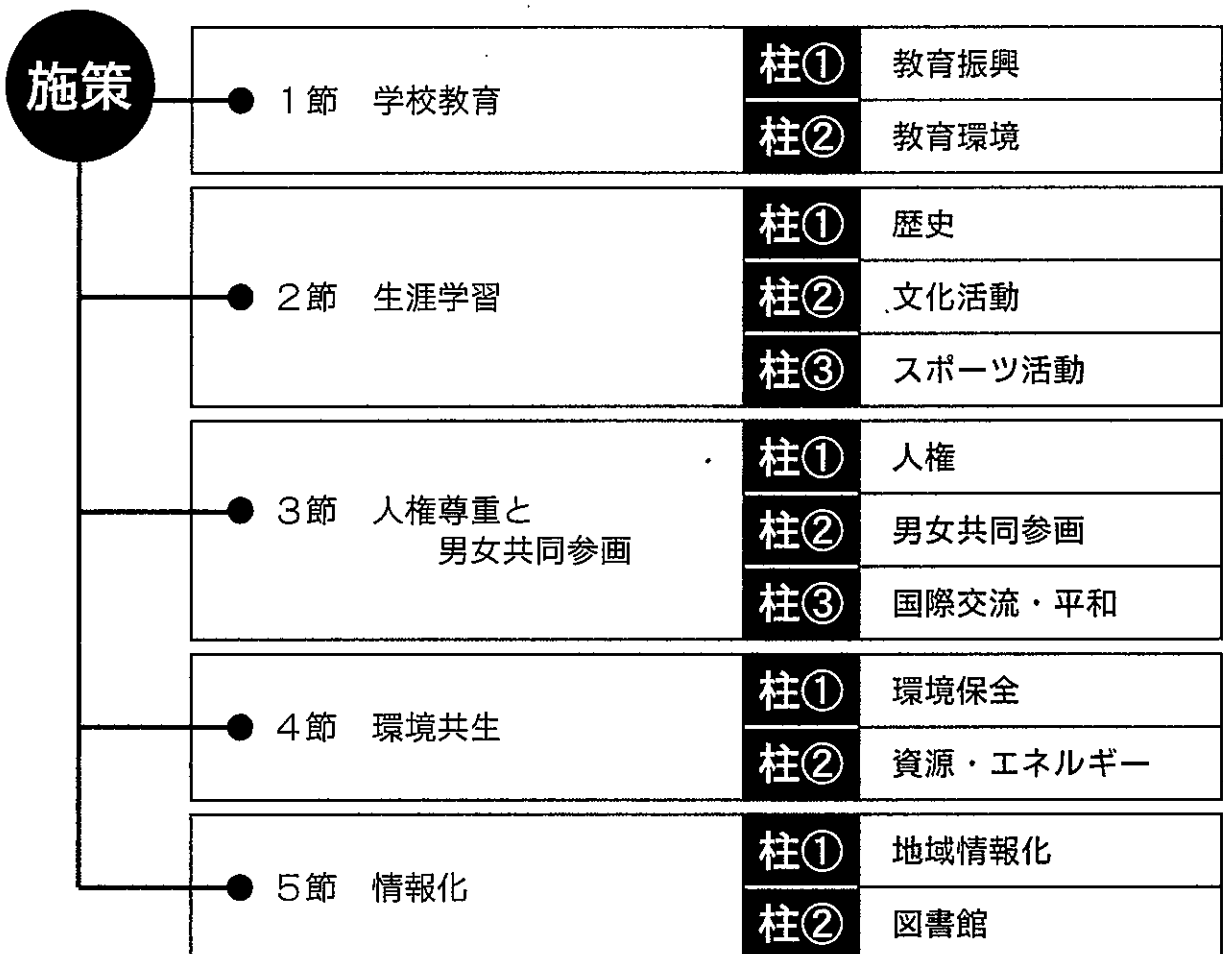 施策
1節 学校教育
柱① 教育振興
柱② 教育環境
2節 生涯学習
柱① 歴史
柱② 文化活動
柱③ スポーツ活動
3節 人権尊重と
男女共同参画
柱① 人権
柱② 男女共同参画
柱③ 国際交流・平和
4節 環境共生
柱① 環境保全
柱② 資源・エネルギー
5節 情報化
柱① 地域情報化
柱② 図書館